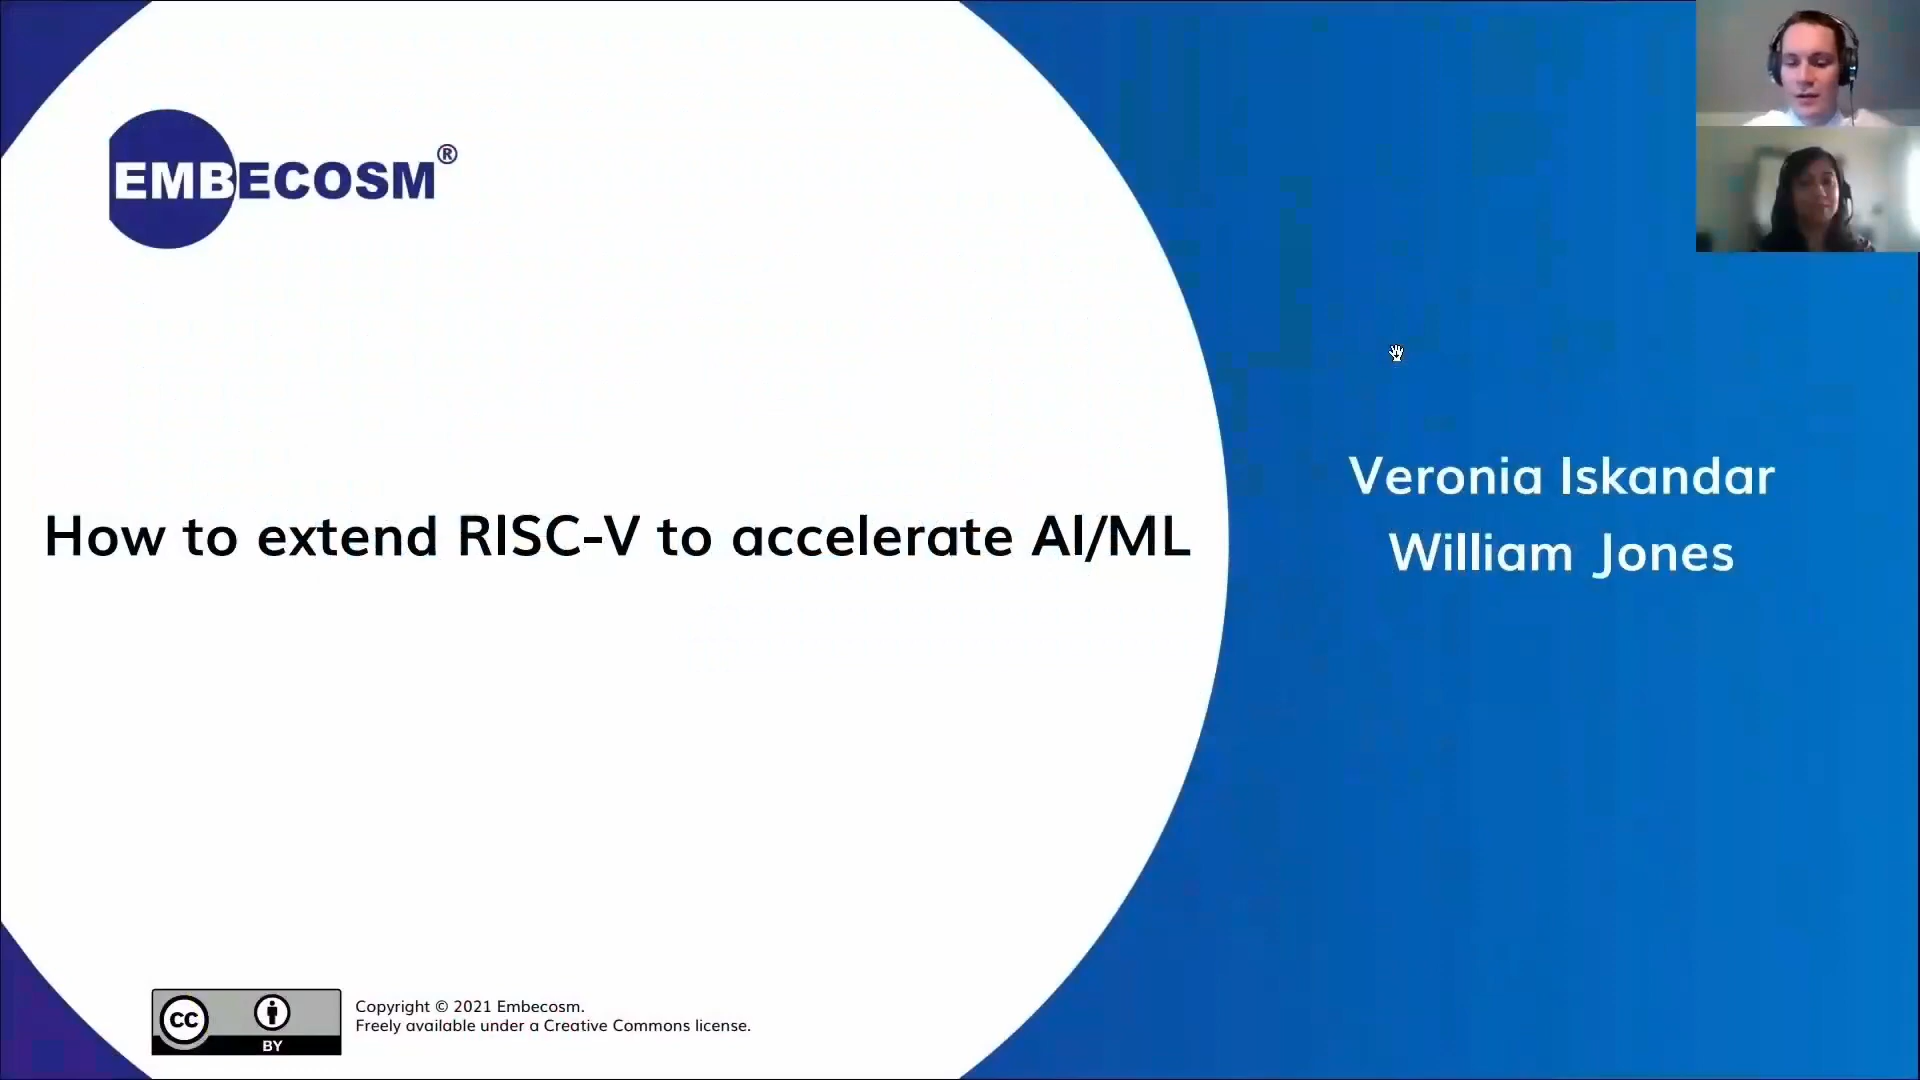 EMBECOSM®
How to extend RISC-V to accelerate AI/ML
Veronia Iskandar
William Jones
cc
BY
Copyright © 2021 Embecosm.
Freely available under a Creative Commons license.